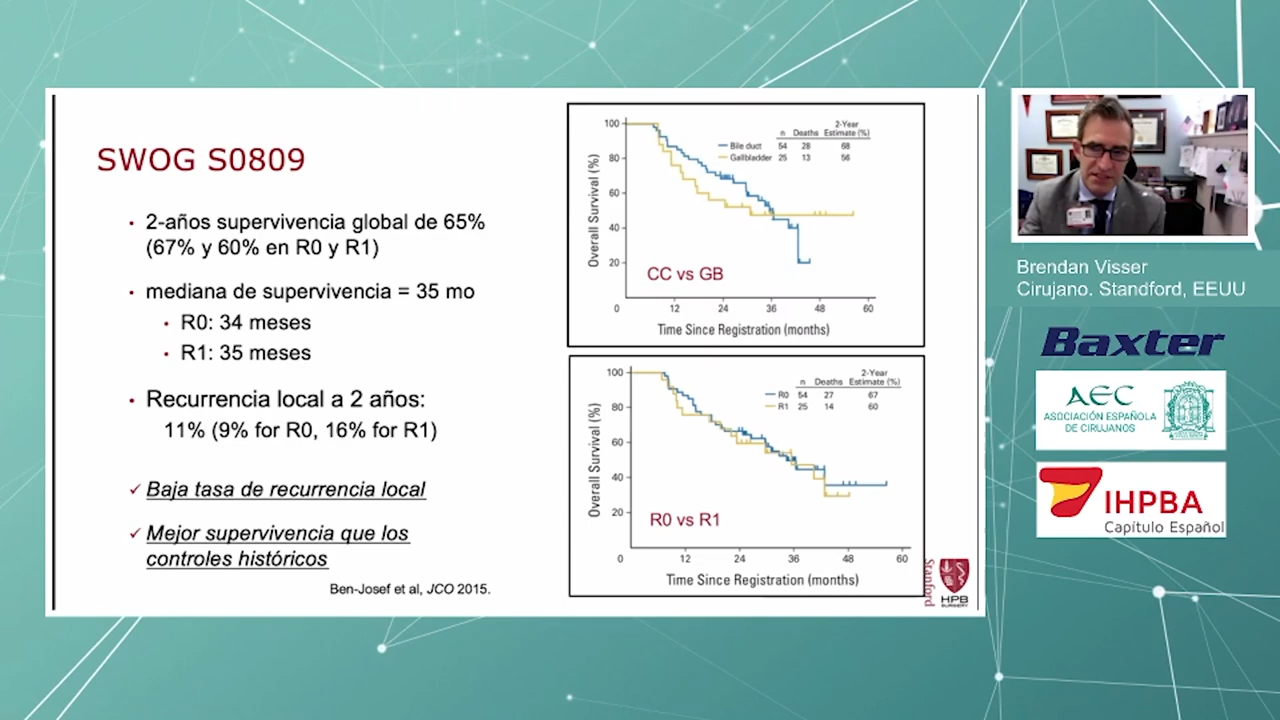 SWOG S0809
• 2-años supervivencia global de 65%
(67% y 60% en R0 y R1)
• mediana de supervivencia = 35 mo
• R0: 34 meses
• R1: 35 meses
• Recurrencia local a 2 años:
11% (9% for R0, 16% for R1)
✓ Baja tasa de recurrencia local
✓ Mejor supervivencia que los
controles históricos
Ben-Josef et al, JCO 2015.
Overall Survival (%)
100
80
60
40
20
0 12 24 36 48 60
Time Since Registration (months)
2-Year
n Deaths Estimate (%)
Bile duct 54 28 68
Gallbladder 25 13 56
CC vs GB
Overall Survival (%)
100
80
60
40
20
0 12 24 36 48 60
Time Since Registration (months)
2-Year
n Deaths Estimate (%)
R0 54 27 67
R1 25 14 60
R0 vs R1
Stanford
HPB
SURGERY
Brendan Visser
Cirujano. Standford, EEUU
Baxter
AEC
ASOCIACIÓN ESPAÑOLA
DE CIRUJANOS
IHPBA
Capítulo Español